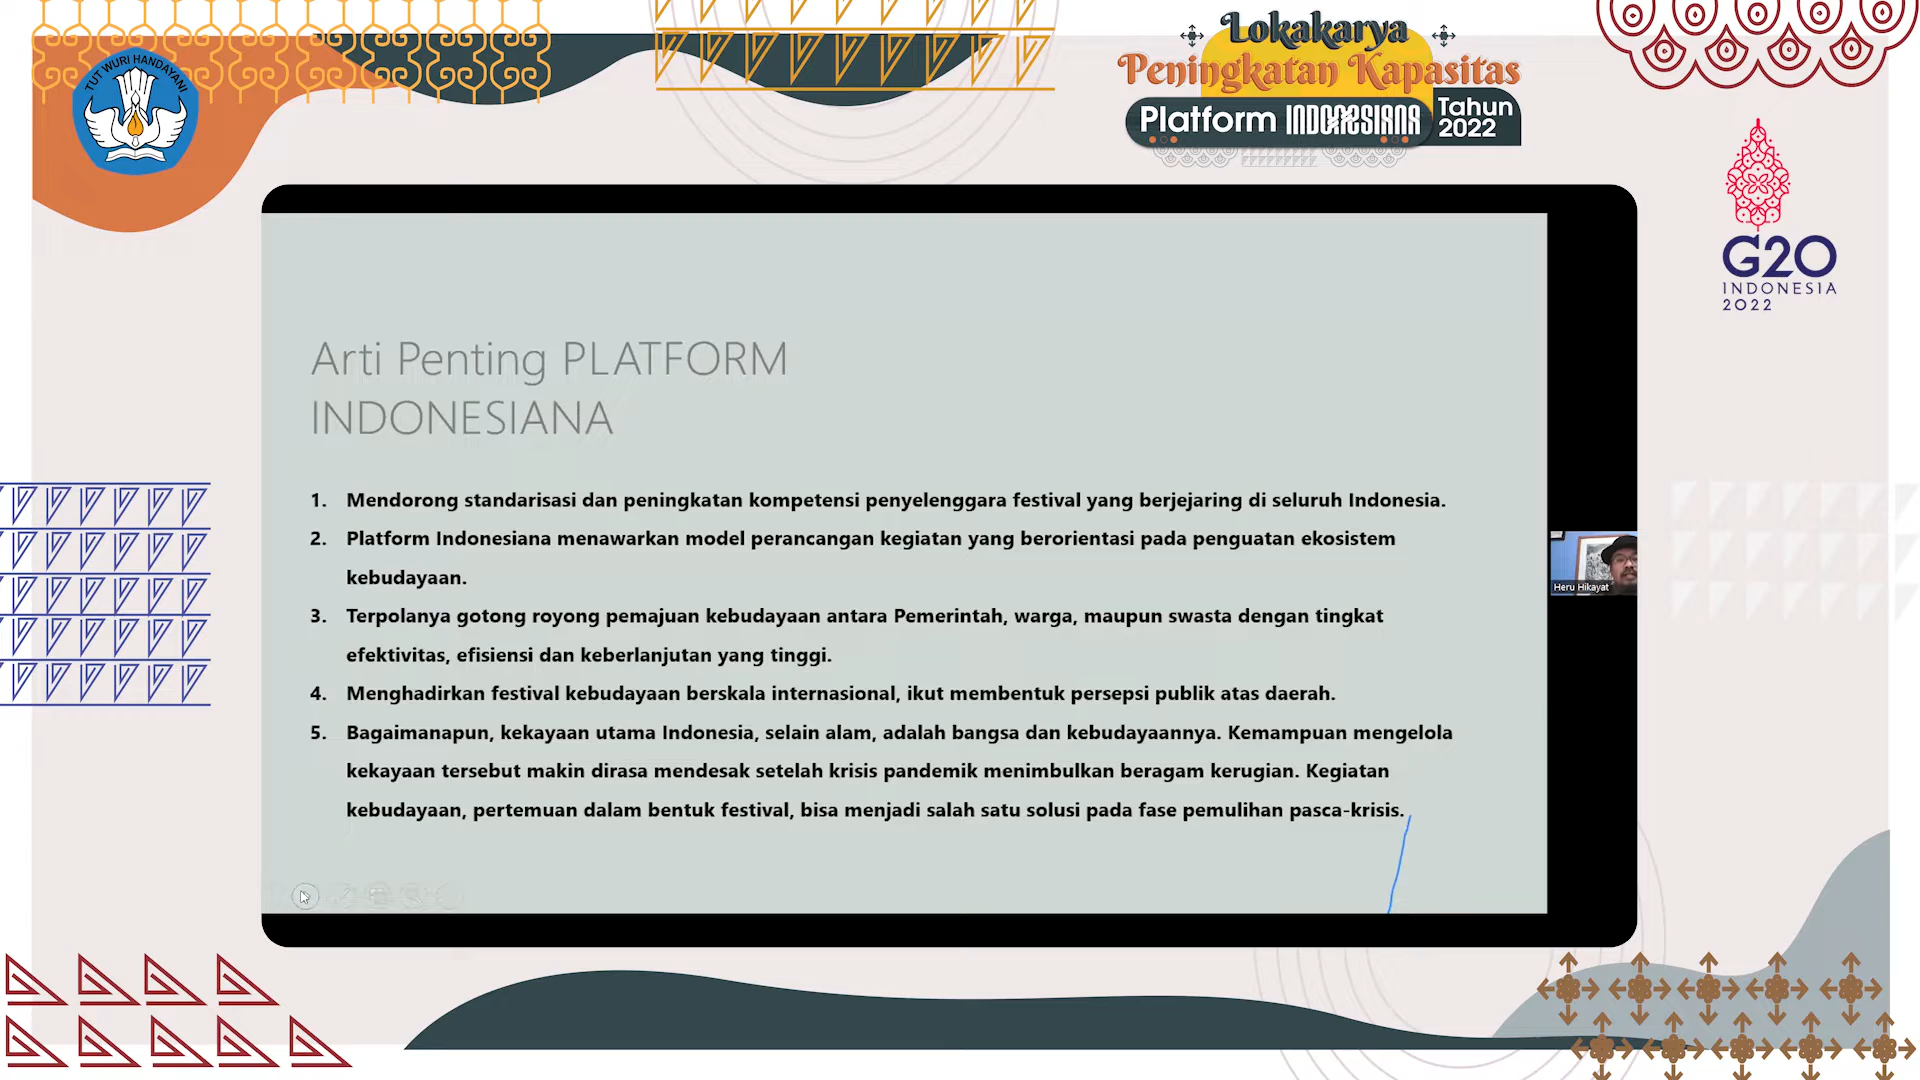 TUT WURI HANDAYANI
Lokakarya
Peningkatan Kapasitas
Platform INDONESIANA
Tahun
2022
G20
INDONESIA
2022
Arti Penting PLATFORM
INDONESIANA
1. Mendorong standarisasi dan peningkatan kompetensi penyelenggara festival yang berjejaring di seluruh Indonesia.
2. Platform Indonesiana menawarkan model perancangan kegiatan yang berorientasi pada penguatan ekosistem
kebudayaan.
3. Terpolanya gotong royong pemajuan kebudayaan antara Pemerintah, warga, maupun swasta dengan tingkat
efektivitas, efisiensi dan keberlanjutan yang tinggi.
4. Menghadirkan festival kebudayaan berskala internasional, ikut membentuk persepsi publik atas daerah.
5. Bagaimanapun, kekayaan utama Indonesia, selain alam, adalah bangsa dan kebudayaannya. Kemampuan mengelola
kekayaan tersebut makin dirasa mendesak setelah krisis pandemik menimbulkan beragam kerugian. Kegiatan
kebudayaan, pertemuan dalam bentuk festival, bisa menjadi salah satu solusi pada fase pemulihan pasca-krisis.
Heru Hikayat